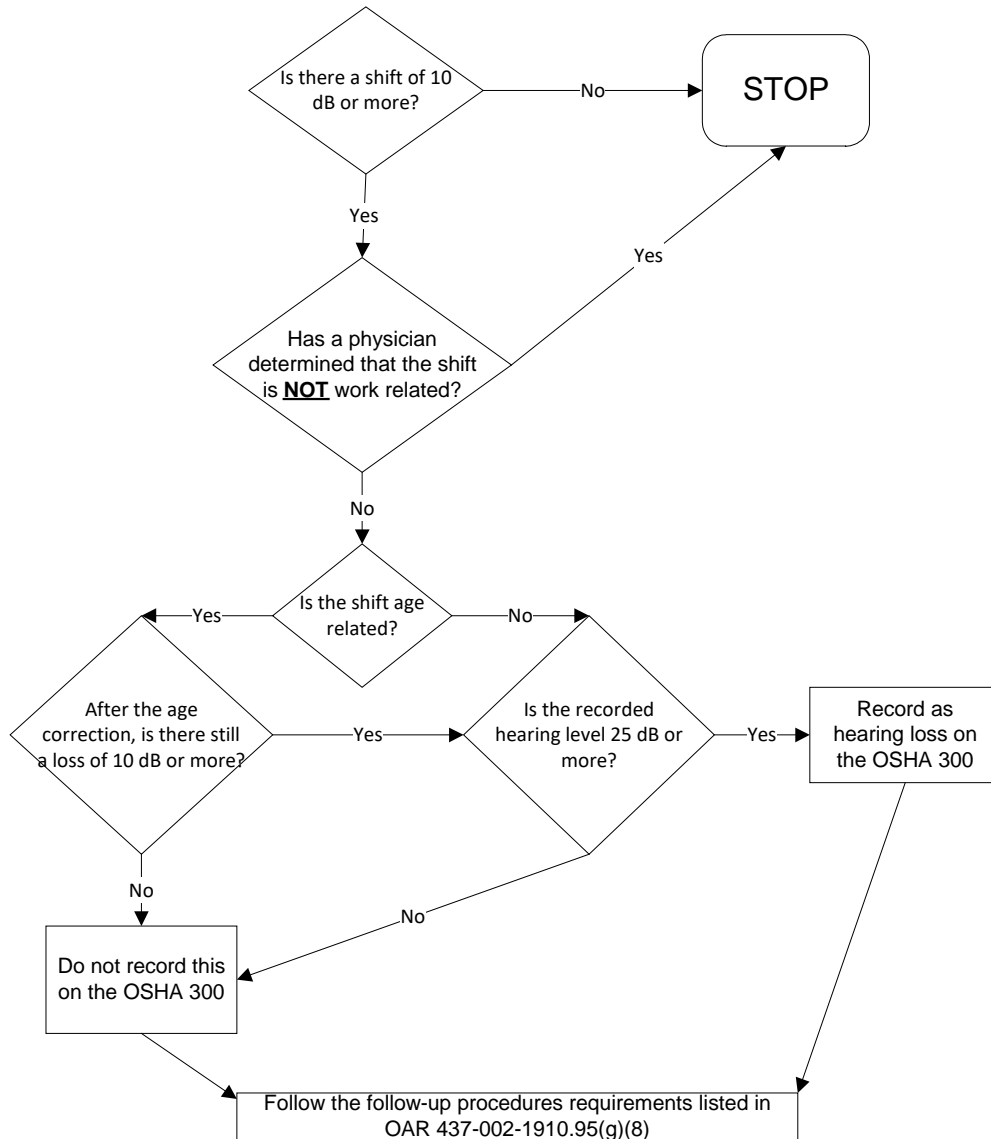 Is there a shift of 10
dB or more?
No
STOP
Yes
Yes
Has a physician
determined that the shift
is NOT work related?
No
Is the shift age
related?
Yes
No
After the age
correction, is there still
a loss of 10 dB or more?
Yes
Is the recorded
hearing level 25 dB or
more?
Yes
Record as
hearing loss on
the OSHA 300
No
No
Do not record this
on the OSHA 300
Follow the follow-up procedures requirements listed in
OAR 437-002-1910.95(g)(8)